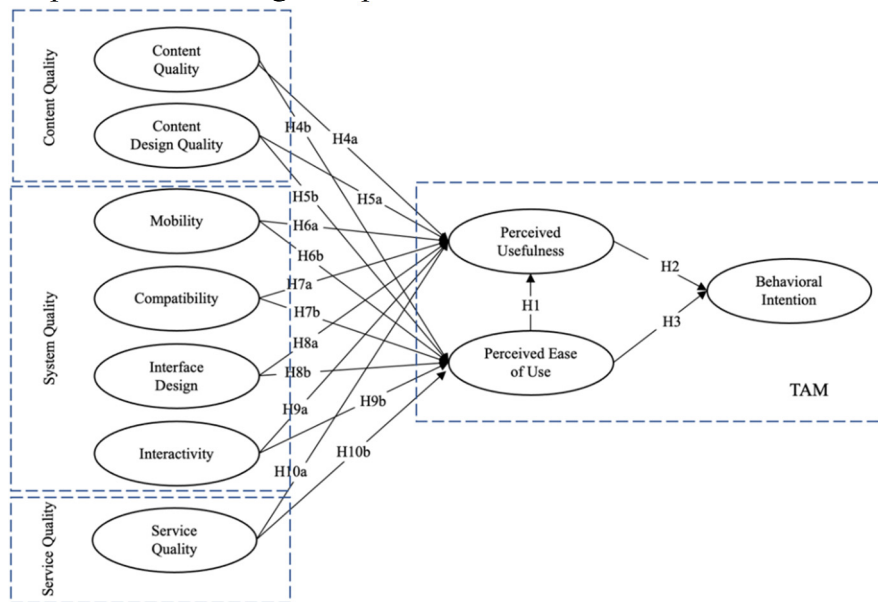 Content Quality
Content
Quality
Content
Design Quality
H4b
H4a
H5b
H5a
System Quality
Mobility
Compatibility
Interface
Design
Interactivity
H6a
H6b
H7a
H7b
H8a
H8b
H9a
H9b
H10a
H10b
Service Quality
Service
Quality
Perceived
Usefulness
H1
Perceived Ease
of Use
H2
H3
Behavioral
Intention
TAM